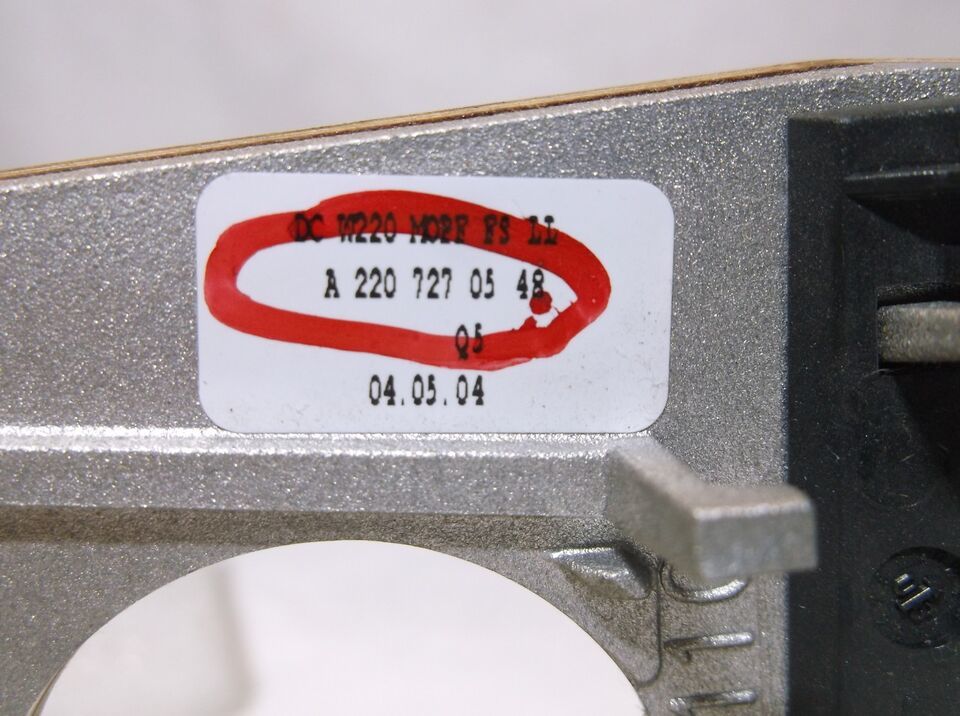 DC W220 MOPF FS LL
A 220 727 05 48
Q5
04.05.04